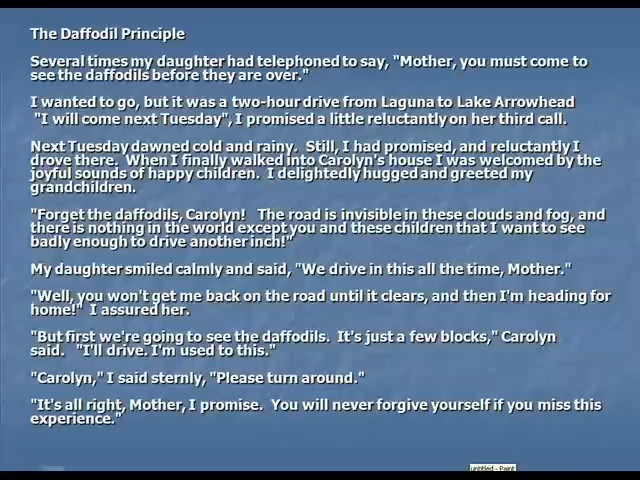 The Daffodil Principle
Several times my daughter had telephoned to say, "Mother, you must come to
see the daffodils before they are over."
I wanted to go, but it was a two-hour drive from Laguna to Lake Arrowhead
"I will come next Tuesday", I promised a little reluctantly on her third call.
Next Tuesday dawned cold and rainy. Still, I had promised, and reluctantly I
drove there. When I finally walked into Carolyn's house I was welcomed by the
joyful sounds of happy children. I delightedly hugged and greeted my
grandchildren.
"Forget the daffodils, Carolyn! The road is invisible in these clouds and fog, and
there is nothing in the world except you and these children that I want to see
badly enough to drive another inch!"
My daughter smiled calmly and said, "We drive in this all the time, Mother."
"Well, you won't get me back on the road until it clears, and then I'm heading for
home!" I assured her.
"But first we're going to see the daffodils. It's just a few blocks," Carolyn
said. "I'll drive. I'm used to this."
"Carolyn," I said sternly, "Please turn around."
"It's all right, Mother, I promise. You will never forgive yourself if you miss this
experience."
untitled - Paint